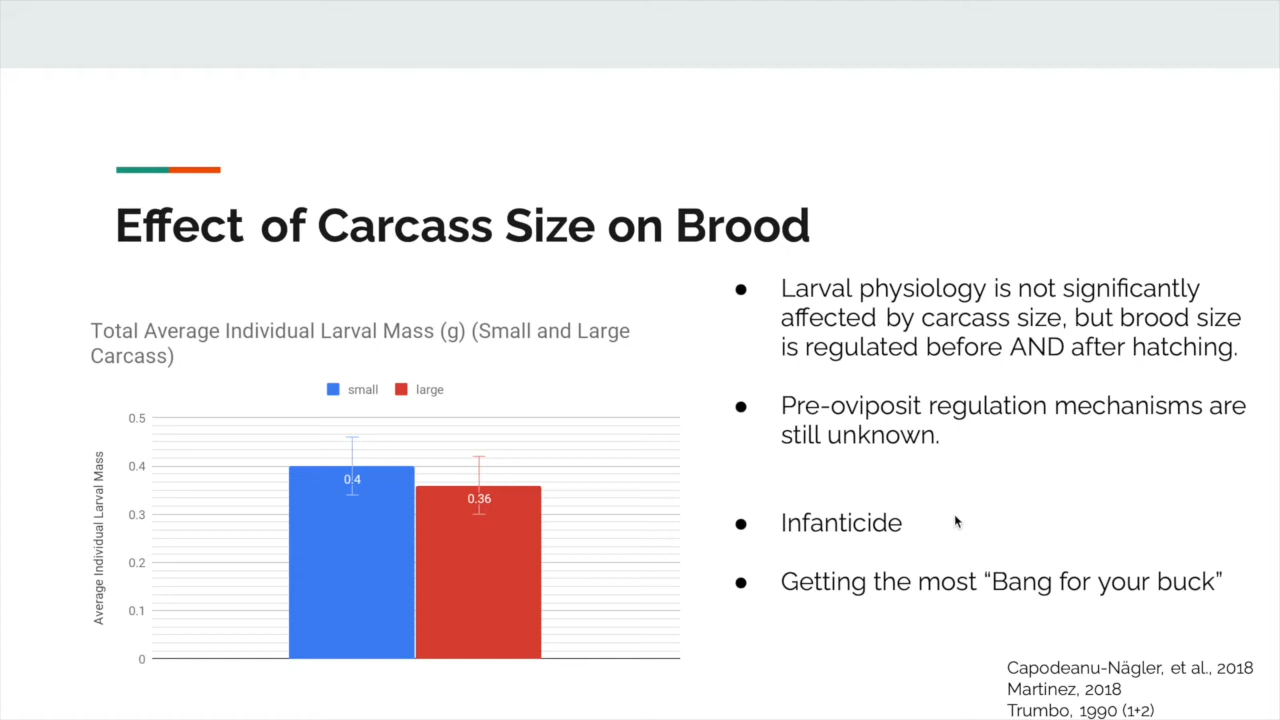 Effect of Carcass Size on Brood
Total Average Individual Larval Mass (g) (Small and Large
Carcass)
small
large
Average Individual Larval Mass
0.5
0.4
0.3
0.2
0.1
0
0.4
0.36
● Larval physiology is not significantly
affected by carcass size, but brood size
is regulated before AND after hatching.
● Pre-oviposit regulation mechanisms are
still unknown.
● Infanticide
● Getting the most “Bang for your buck”
Capodeanu-Nägler, et al., 2018
Martinez, 2018
Trumbo, 1990 (1+2)